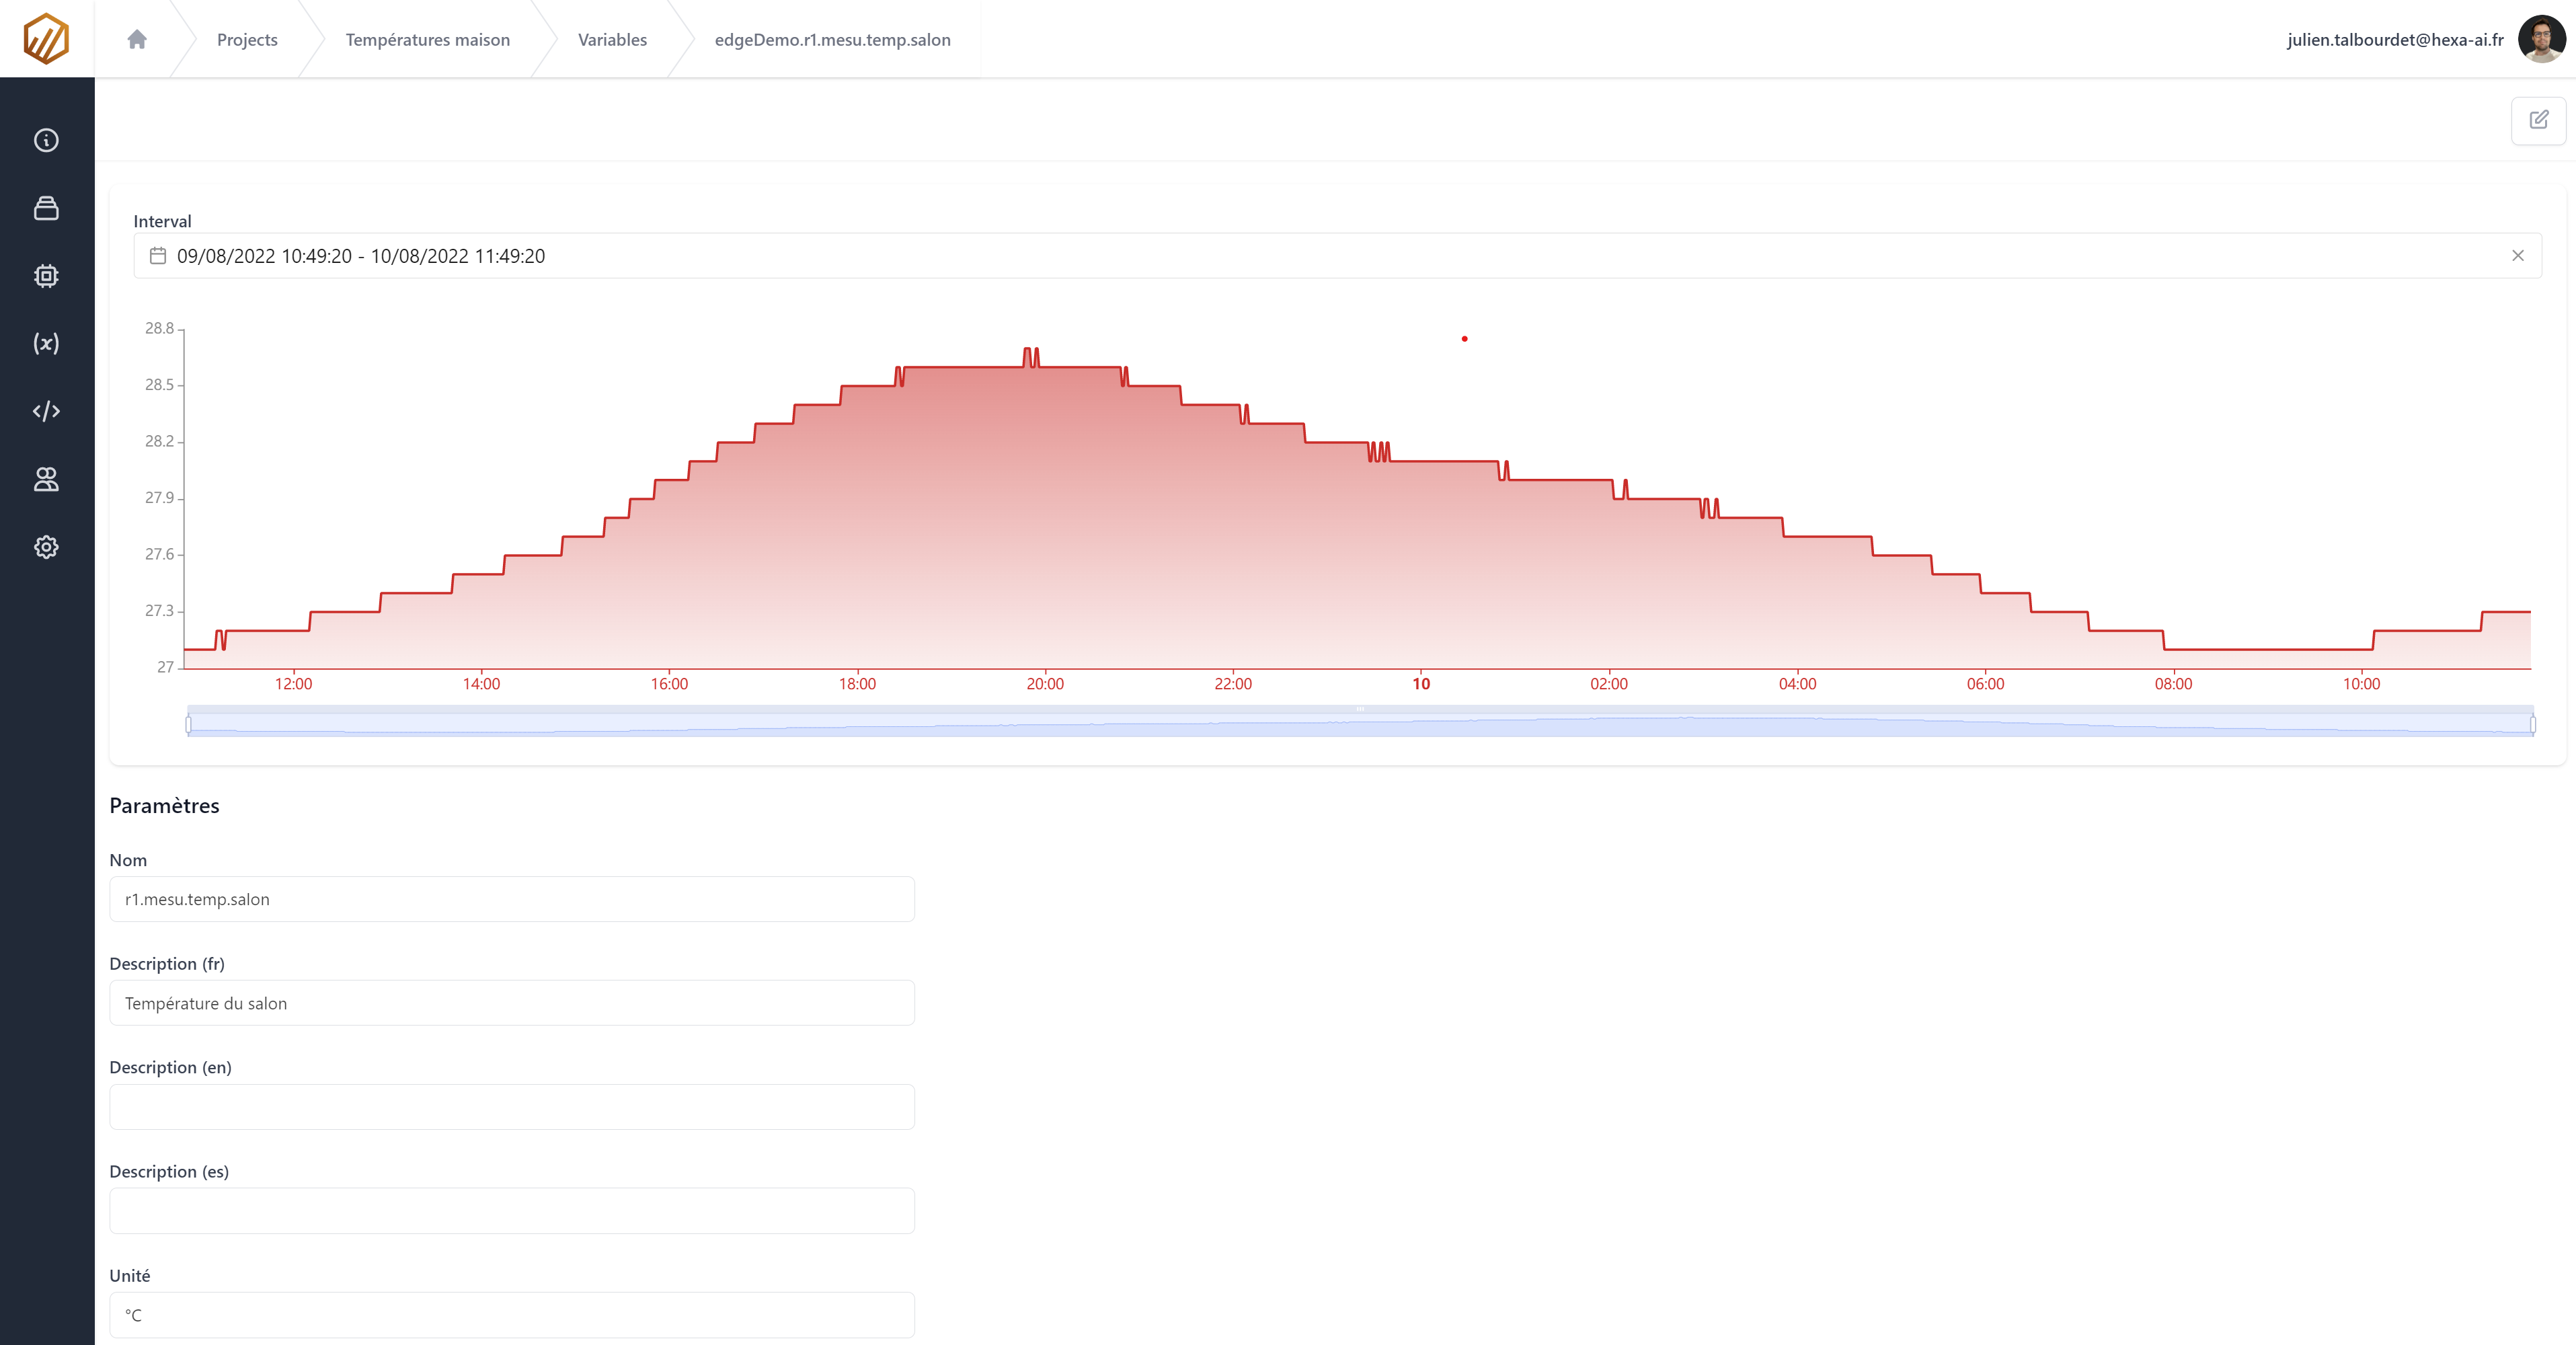 Projects
Températures maison
Variables
edgeDemo.r1.mesu.temp.salon
julien.talbourdet@hexa-ai.fr
Interval
09/08/2022 10:49:20 - 10/08/2022 11:49:20
28.8
28.5
28.2
27.9
27.6
27.3
27
12:00
14:00
16:00
18:00
20:00
22:00
10
02:00
04:00
06:00
08:00
10:00
Paramètres
Nom
r1.mesu.temp.salon
Description (fr)
Température du salon
Description (en)
Description (es)
Unité
°C